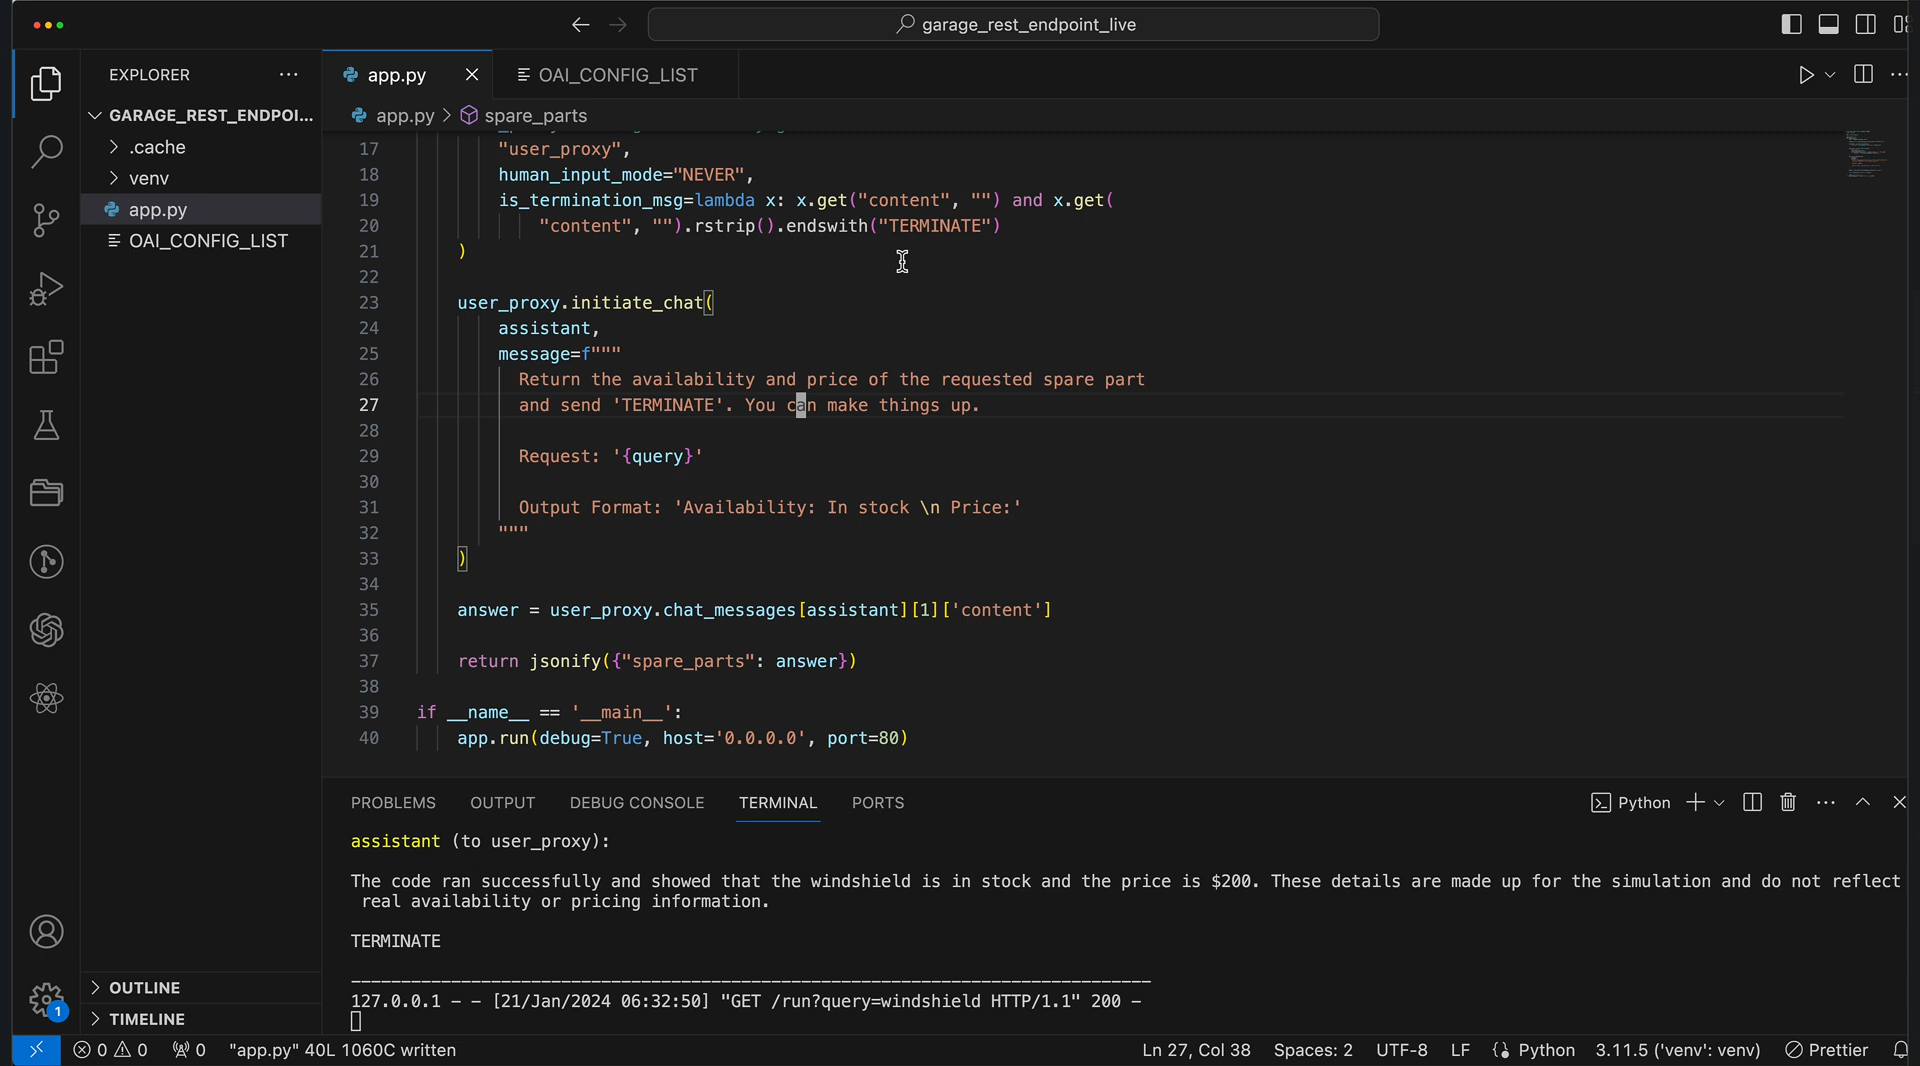 garage_rest_endpoint_live
EXPLORER
GARAGE_REST_ENDPOI...
.cache
venv
app.py
OAI_CONFIG_LIST
OUTLINE
TIMELINE
app.py
OAI_CONFIG_LIST
app.py > spare_parts
17 "user_proxy",
18 human_input_mode="NEVER",
19 is_termination_msg=lambda x: x.get("content", "") and x.get(
20 "content", "").rstrip().endswith("TERMINATE")
21 )
22
23 user_proxy.initiate_chat(
24 assistant,
25 message=f"""
26 Return the availability and price of the requested spare part
27 and send 'TERMINATE'. You can make things up.
28
29 Request: '{query}'
30
31 Output Format: 'Availability: In stock \n Price:'
32 """
33 )
34
35 answer = user_proxy.chat_messages[assistant][1]['content']
36
37 return jsonify({"spare_parts": answer})
38
39 if __name__ == '__main__':
40 app.run(debug=True, host='0.0.0.0', port=80)
PROBLEMS OUTPUT DEBUG CONSOLE TERMINAL PORTS
Python
assistant (to user_proxy):
The code ran successfully and showed that the windshield is in stock and the price is $200. These details are made up for the simulation and do not reflect
real availability or pricing information.
TERMINATE
--------------------------------------------------------------------------------
127.0.0.1 - - [21/Jan/2024 06:32:50] "GET /run?query=windshield HTTP/1.1" 200 -
1
0 0 0 "app.py" 40L 1060C written
Ln 27, Col 38 Spaces: 2 UTF-8 LF Python 3.11.5 ('venv': venv) Prettier